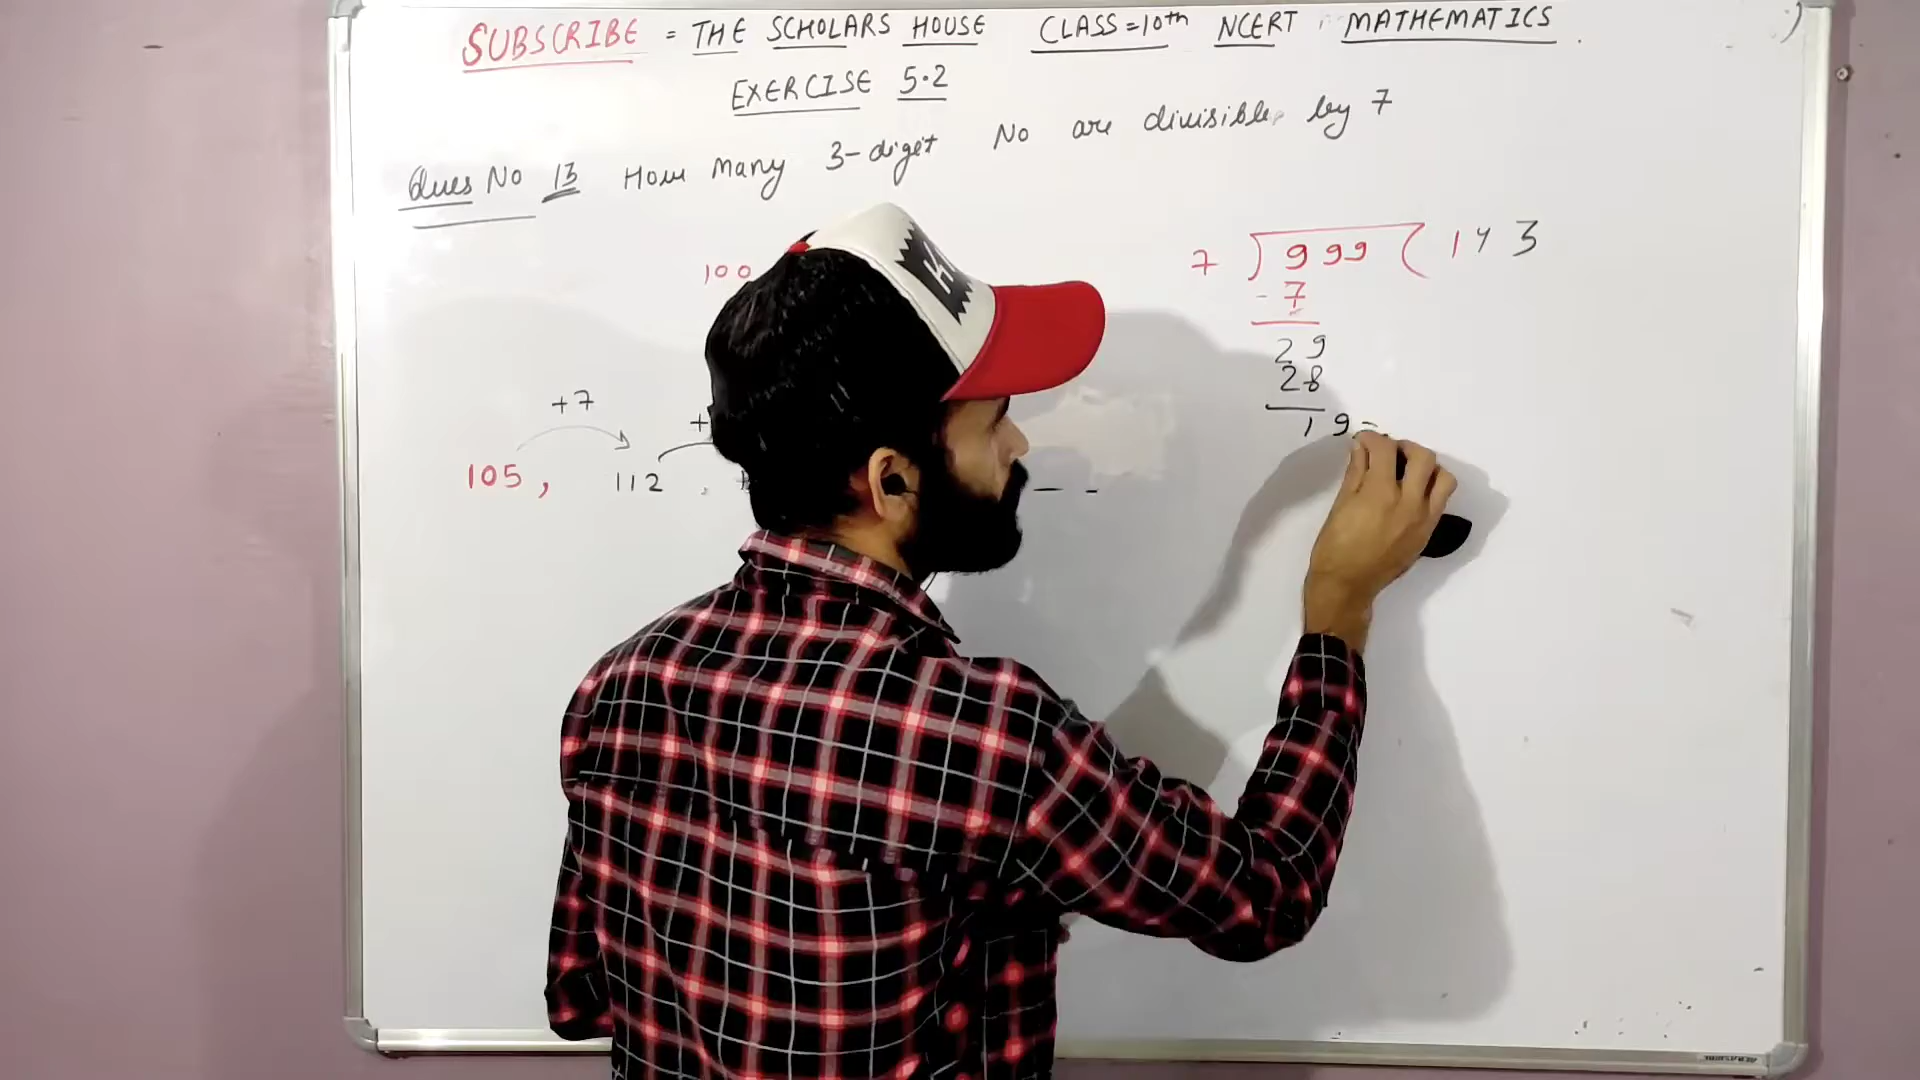 SUBSCRIBE = THE SCHOLARS HOUSE CLASS=10th NCERT MATHEMATICS
EXERCISE 5.2
Ques No 13 How many 3-digit No are divisible by 7
100
7 ) 999 ( 143
- 7
29
28
19
+7
+
105, 112